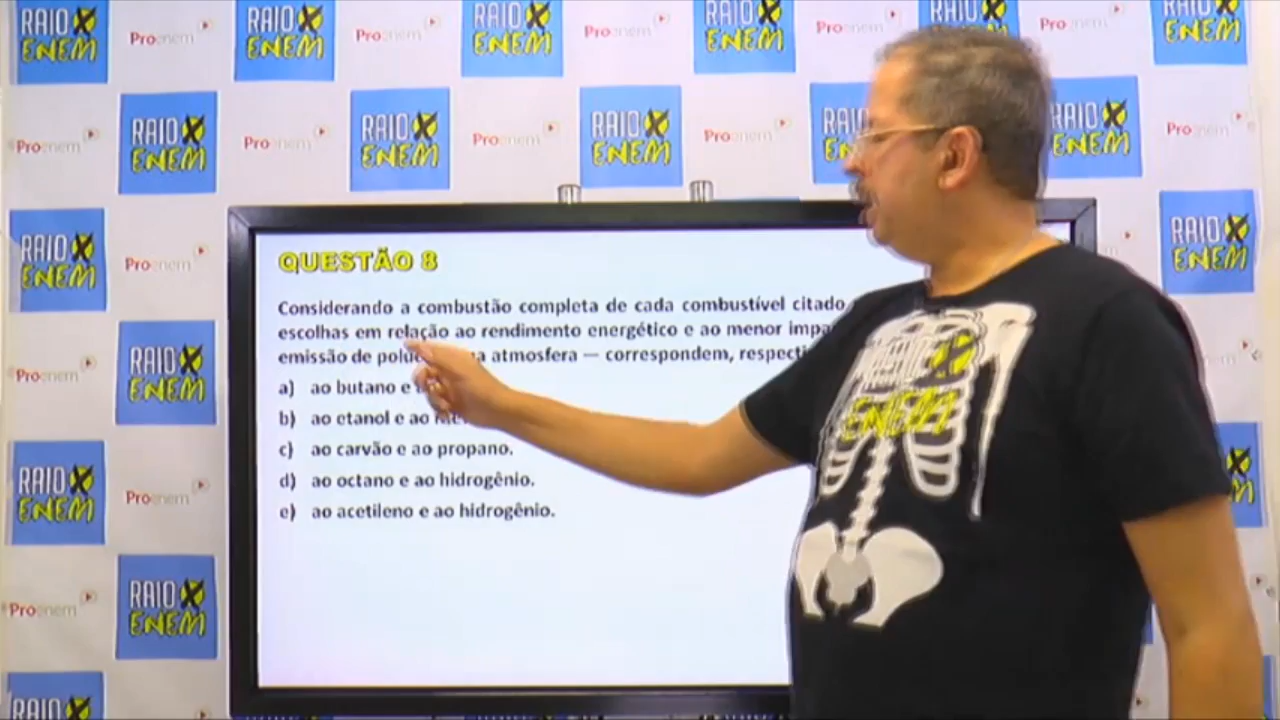 QUESTÃO 8
Considerando a combustão completa de cada combustível citado
escolhas em relação ao rendimento energético e ao menor
emissão de atmosfera — correspondem,
a) ao butano e
b) ao etanol e ao
c) ao carvão e ao propano.
d) ao octano e ao hidrogênio.
e) ao acetileno e ao hidrogênio.
RAIO X
ENEM
Proenem
ENEM